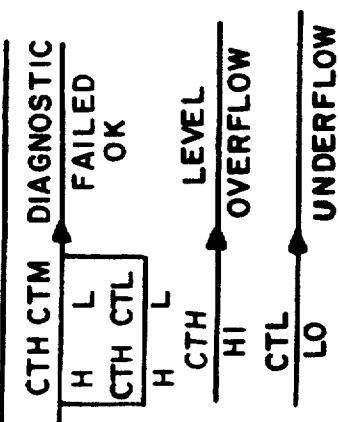 CTH CTM DIAGNOSTIC
H L FAILED
CTH CTL OK
H L
CTH LEVEL
HI OVERFLOW
CTL
LO UNDERFLOW